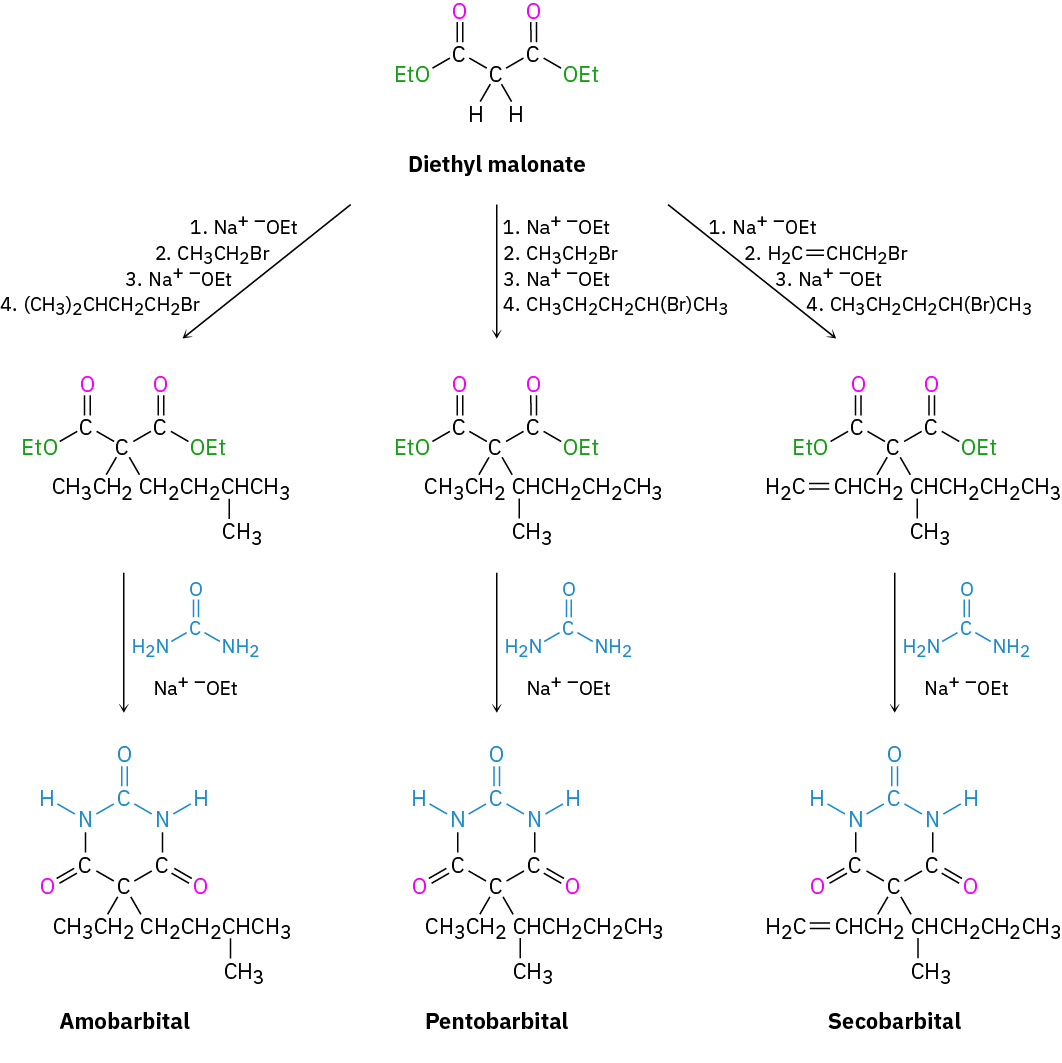 O O
C C
EtO C OEt
H H
Diethyl malonate
1. Na⁺ ⁻OEt 1. Na⁺ ⁻OEt 1. Na⁺ ⁻OEt
2. CH₃CH₂Br 2. CH₃CH₂Br 2. H₂C=CHCH₂Br
3. Na⁺ ⁻OEt 3. Na⁺ ⁻OEt 3. Na⁺ ⁻OEt
4. (CH₃)₂CHCH₂CH₂Br 4. CH₃CH₂CH₂CH(Br)CH₃ 4. CH₃CH₂CH₂CH(Br)CH₃
O O O O O O
C C C C C C
EtO C OEt EtO C OEt EtO C OEt
CH₃CH₂ CH₂CH₂CHCH₃ CH₃CH₂ CHCH₂CH₂CH₃ H₂C=CHCH₂ CHCH₂CH₂CH₃
CH₃ CH₃ CH₃
O O O
C C C
H₂N NH₂ H₂N NH₂ H₂N NH₂
Na⁺ ⁻OEt Na⁺ ⁻OEt Na⁺ ⁻OEt
O O O
H C H H C H H C H
N N N N N N
C C C C C C
O C O O C O O C O
CH₃CH₂ CH₂CH₂CHCH₃ CH₃CH₂ CHCH₂CH₂CH₃ H₂C=CHCH₂ CHCH₂CH₂CH₃
CH₃ CH₃ CH₃
Amobarbital Pentobarbital Secobarbital